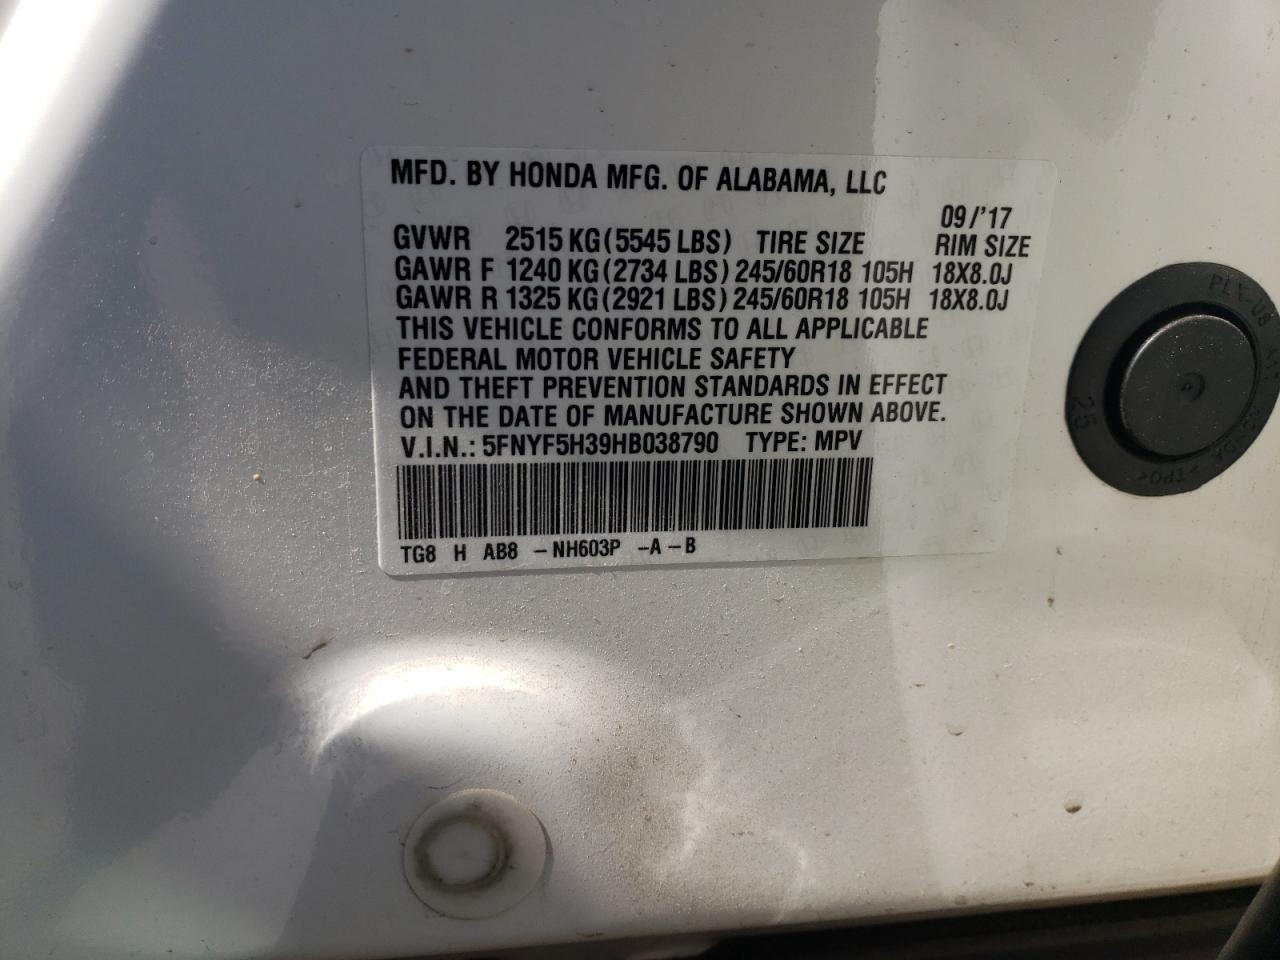 MFD. BY HONDA MFG. OF ALABAMA, LLC
09/'17
GVWR 2515 KG (5545 LBS) TIRE SIZE RIM SIZE
GAWR F 1240 KG (2734 LBS) 245/60R18 105H 18X8.0J
GAWR R 1325 KG (2921 LBS) 245/60R18 105H 18X8.0J
THIS VEHICLE CONFORMS TO ALL APPLICABLE
FEDERAL MOTOR VEHICLE SAFETY
AND THEFT PREVENTION STANDARDS IN EFFECT
ON THE DATE OF MANUFACTURE SHOWN ABOVE.
V.I.N.: 5FNYF5H39HB038790 TYPE: MPV
TG8 H AB8 -NH603P -A-B
25
>TPO<